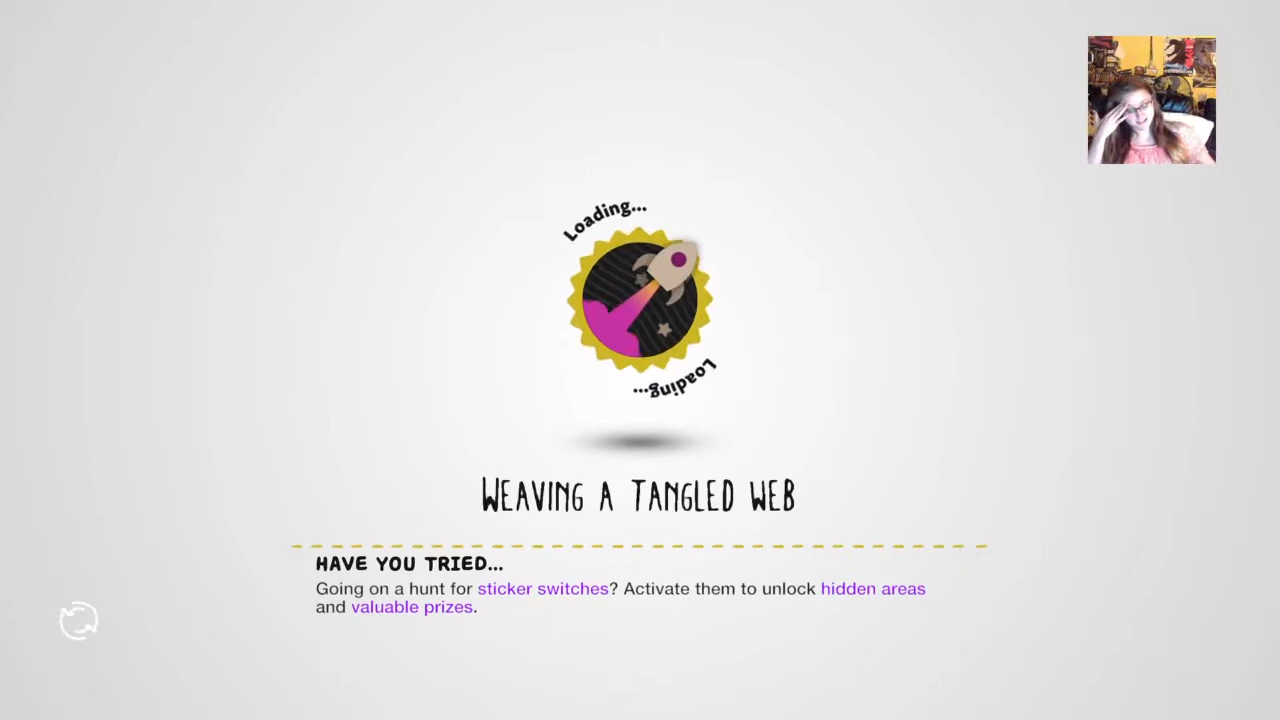 Loading...
Loading...
WEAVING A TANGLED WEB
HAVE YOU TRIED...
Going on a hunt for sticker switches? Activate them to unlock hidden areas
and valuable prizes.